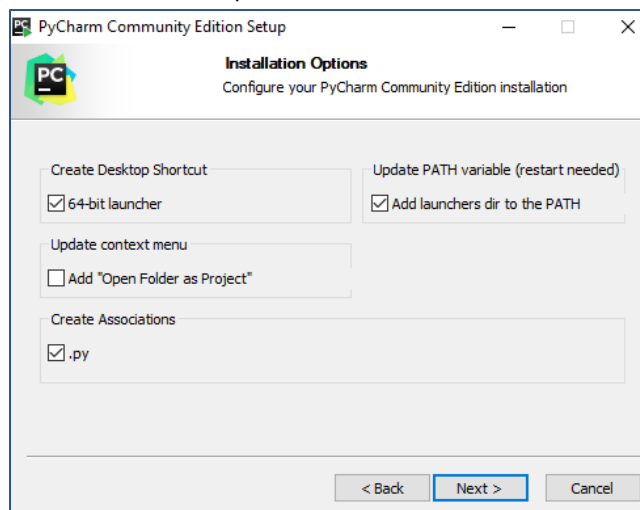 PC PyCharm Community Edition Setup
PC
Installation Options
Configure your PyCharm Community Edition installation
Create Desktop Shortcut
64-bit launcher
Update PATH variable (restart needed)
Add launchers dir to the PATH
Update context menu
Add "Open Folder as Project"
Create Associations
.py
< Back
Next >
Cancel